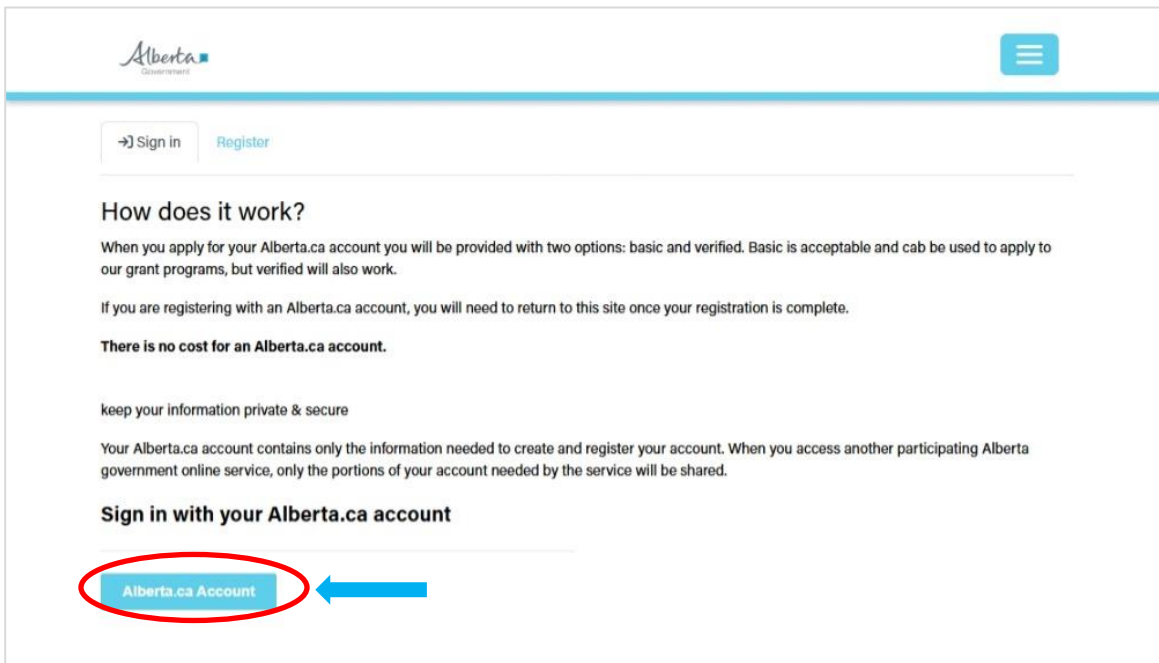 Alberta
Government
Sign in
Register
How does it work?
When you apply for your Alberta.ca account you will be provided with two options: basic and verified. Basic is acceptable and cab be used to apply to
our grant programs, but verified will also work.
If you are registering with an Alberta.ca account, you will need to return to this site once your registration is complete.
There is no cost for an Alberta.ca account.
keep your information private & secure
Your Alberta.ca account contains only the information needed to create and register your account. When you access another participating Alberta
government online service, only the portions of your account needed by the service will be shared.
Sign in with your Alberta.ca account
Alberta.ca Account